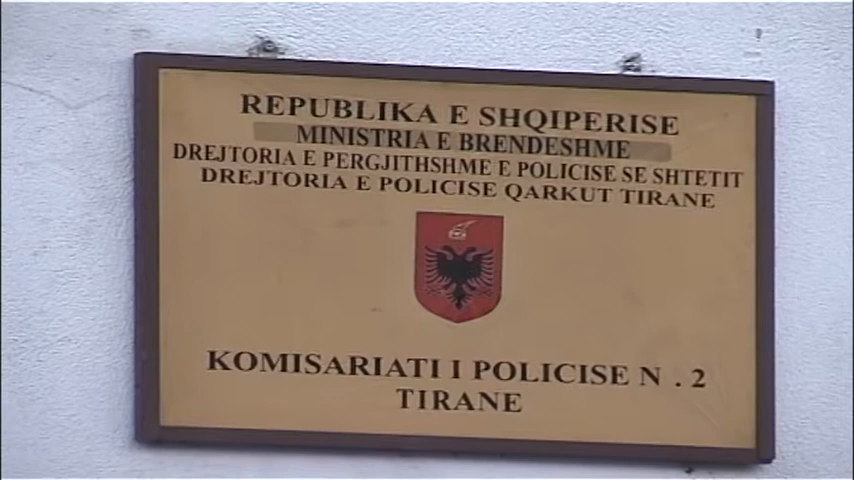 REPUBLIKA E SHQIPERISE
MINISTRIA E BRENDESHME
DREJTORIA E PERGJITHSHME E POLICISE SE SHTETIT
DREJTORIA E POLICISE QARKUT TIRANE
KOMISARIATI I POLICISE N . 2
TIRANE